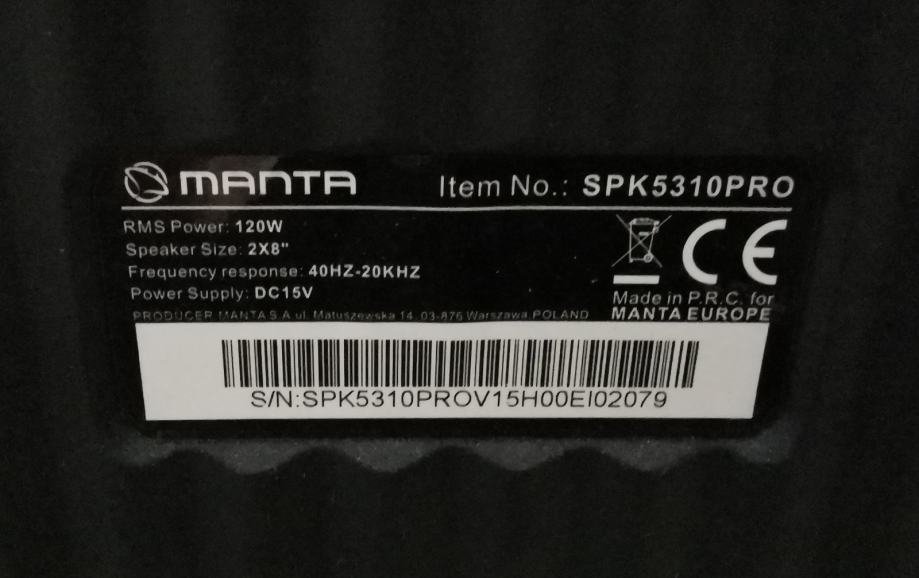 MANTA Item No.: SPK5310PRO
RMS Power: 120W
Speaker Size: 2X8"
Frequency response: 40HZ-20KHZ
Power Supply: DC15V
PRODUCER MANTA S.A ul. Matuszewska 14, 03-876 Warszawa, POLAND
CE
Made in P.R.C. for
MANTA EUROPE
S/N:SPK5310PROV15H00EI02079